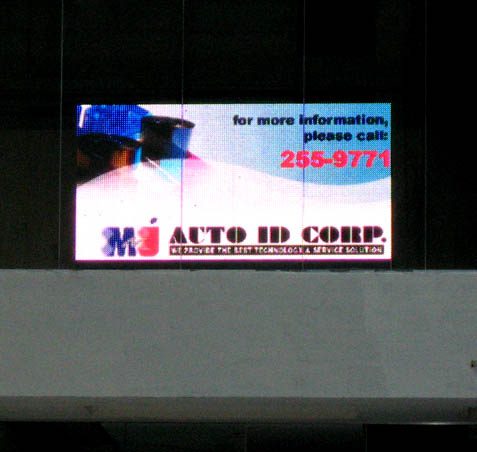 for more information,
please call:
255-9771
MJ AUTO ID CORP.
WE PROVIDE THE BEST TECHNOLOGY & SERVICE SOLUTION